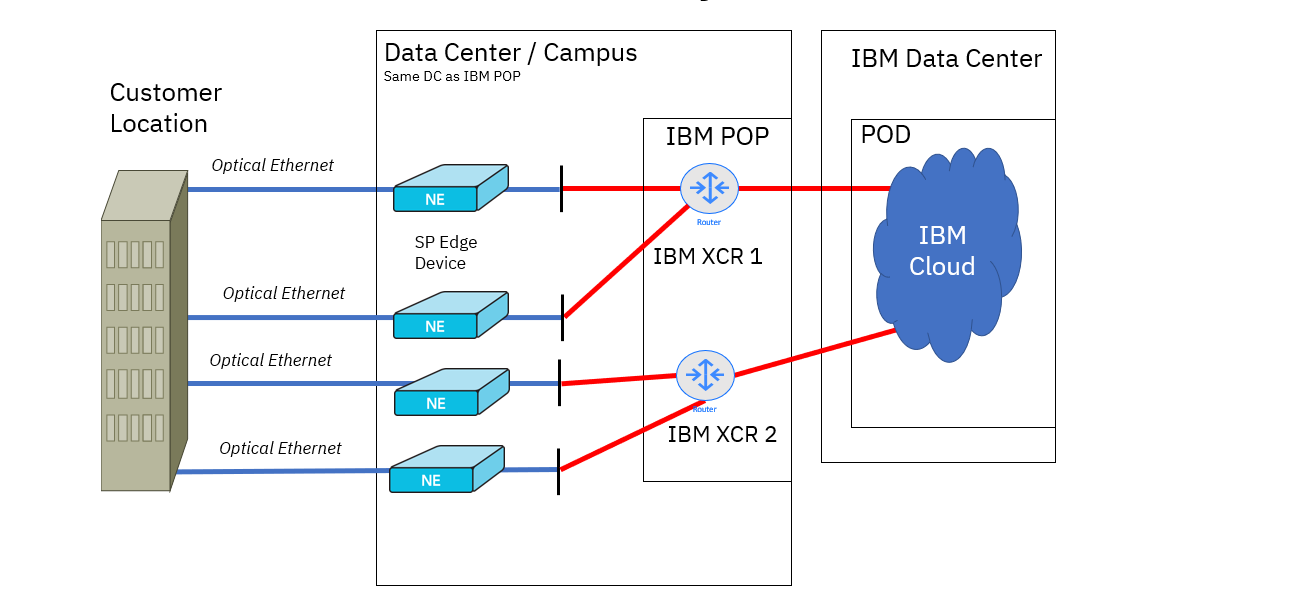 Data Center / Campus
Same DC as IBM POP
IBM Data Center
Customer
Location
IBM POP
POD
Optical Ethernet
NE
Router
SP Edge
Device
IBM XCR 1
IBM
Cloud
Optical Ethernet
NE
Optical Ethernet
NE
Router
IBM XCR 2
Optical Ethernet
NE